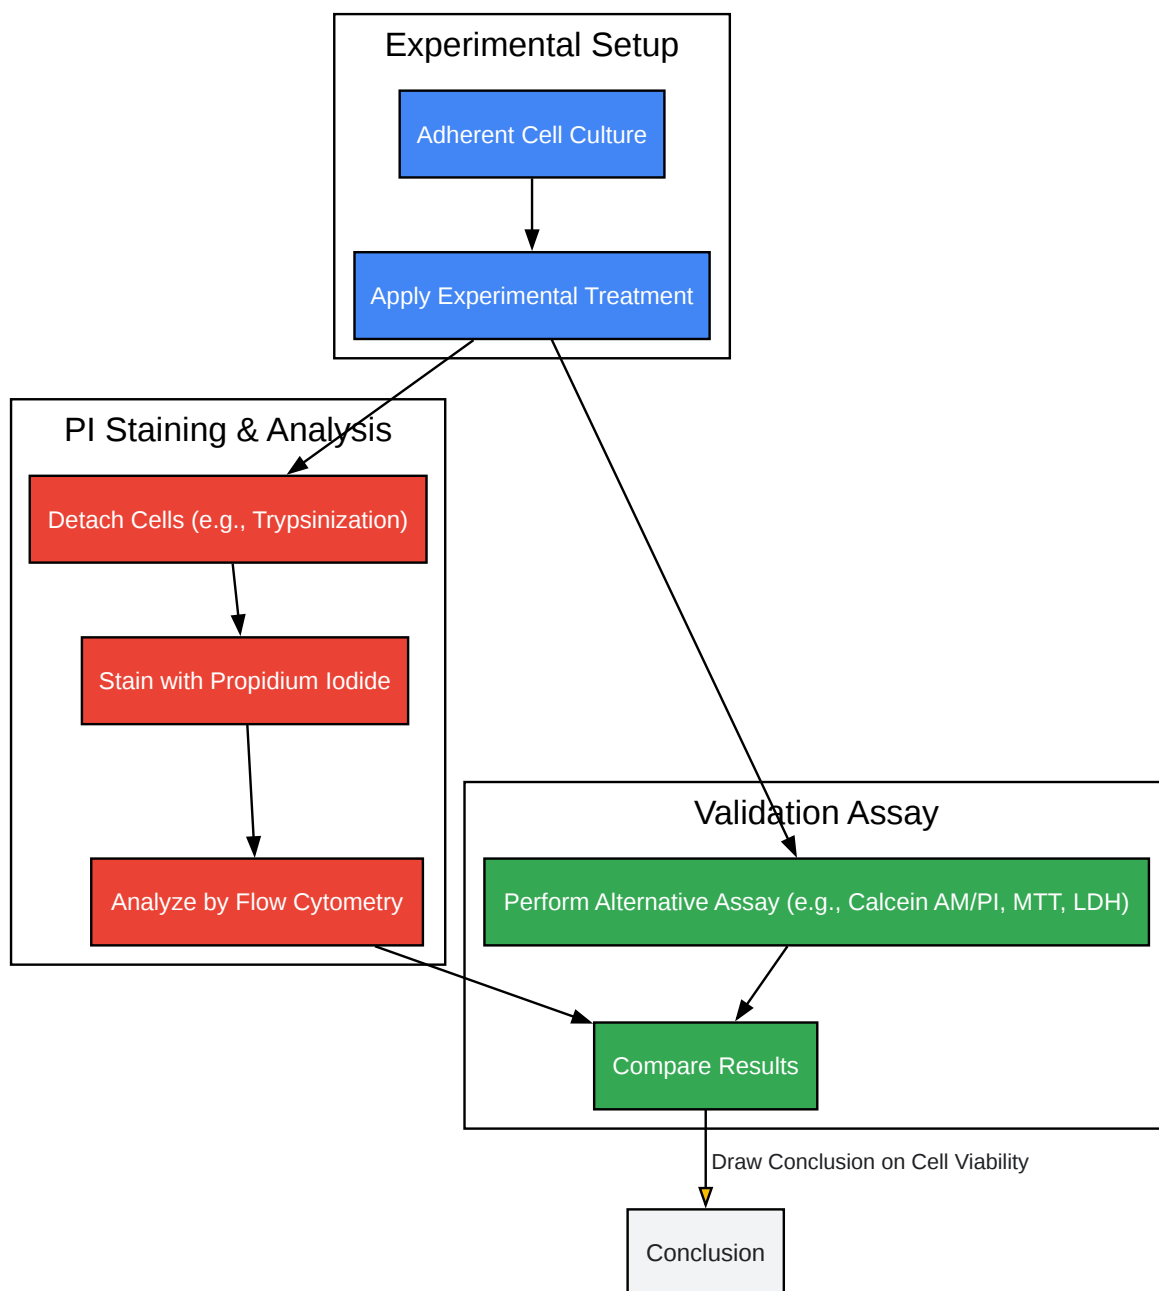 Experimental Setup
Adherent Cell Culture
Apply Experimental Treatment
PI Staining & Analysis
Detach Cells (e.g., Trypsinization)
Stain with Propidium Iodide
Analyze by Flow Cytometry
Validation Assay
Perform Alternative Assay (e.g., Calcein AM/PI, MTT, LDH)
Compare Results
Draw Conclusion on Cell Viability
Conclusion